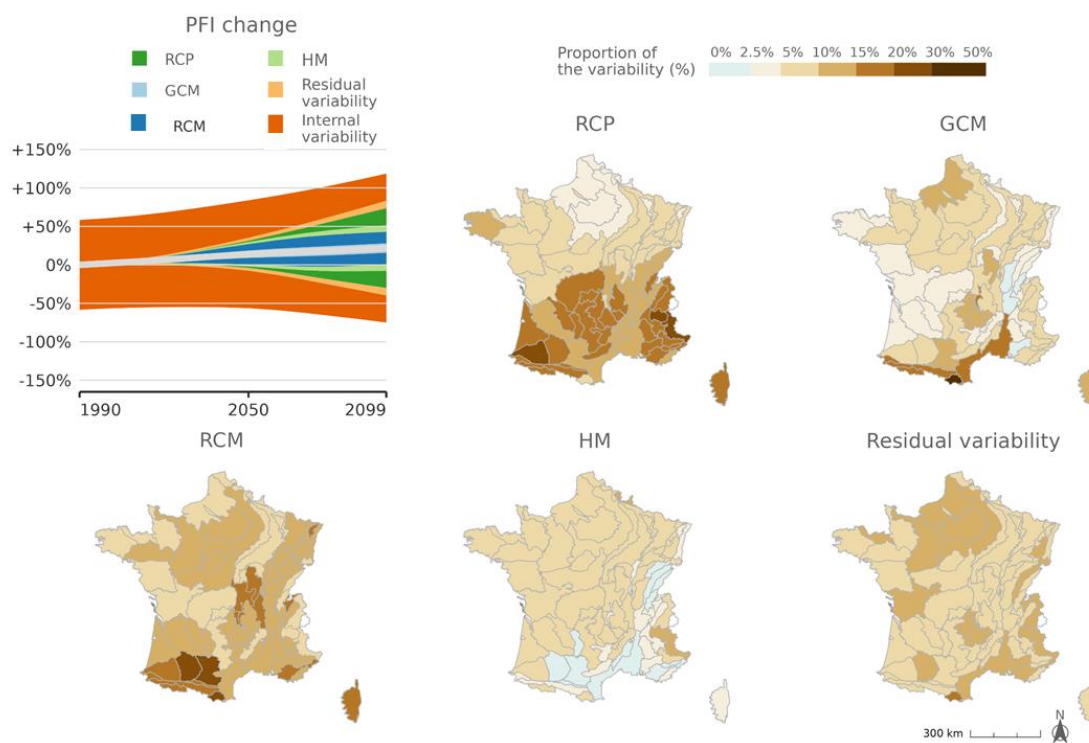 PFI change
RCP
HM
GCM
Residual
variability
RCM
Internal
variability
+150%
+100%
+50%
0%
-50%
-100%
-150%
1990 2050 2099
Proportion of
the variability (%)
0% 2.5% 5% 10% 15% 20% 30% 50%
RCP
GCM
RCM
HM
Residual variability
300 km
N